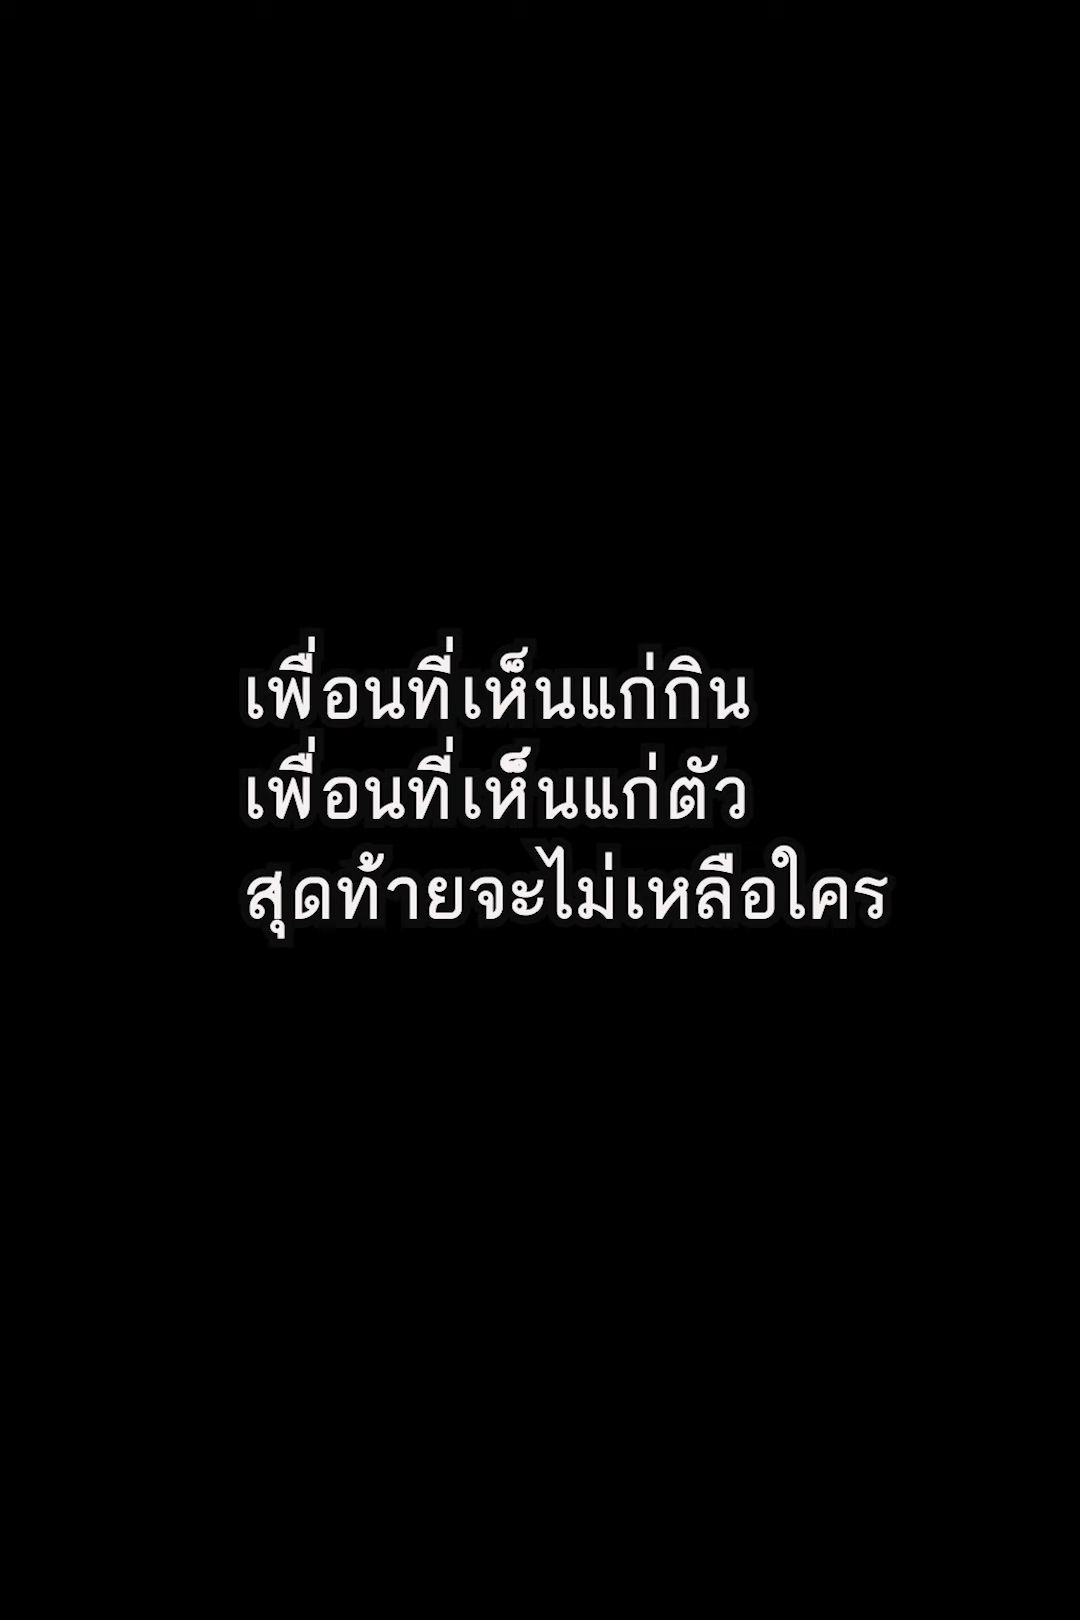 เพื่อนที่เห็นแก่กิน
เพื่อนที่เห็นแก่ตัว
สุดท้ายจะไม่เหลือใคร